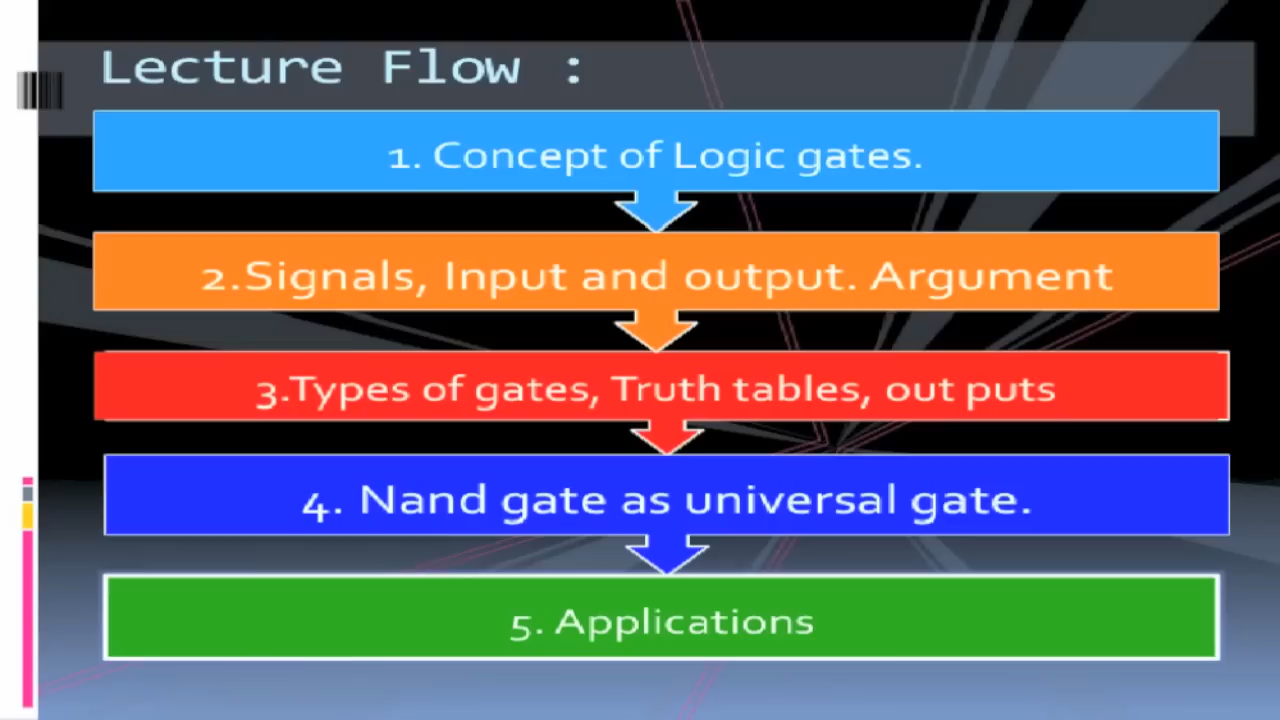 Lecture Flow :
1. Concept of Logic gates.
2.Signals, Input and output. Argument
3.Types of gates, Truth tables, out puts
4. Nand gate as universal gate.
5. Applications